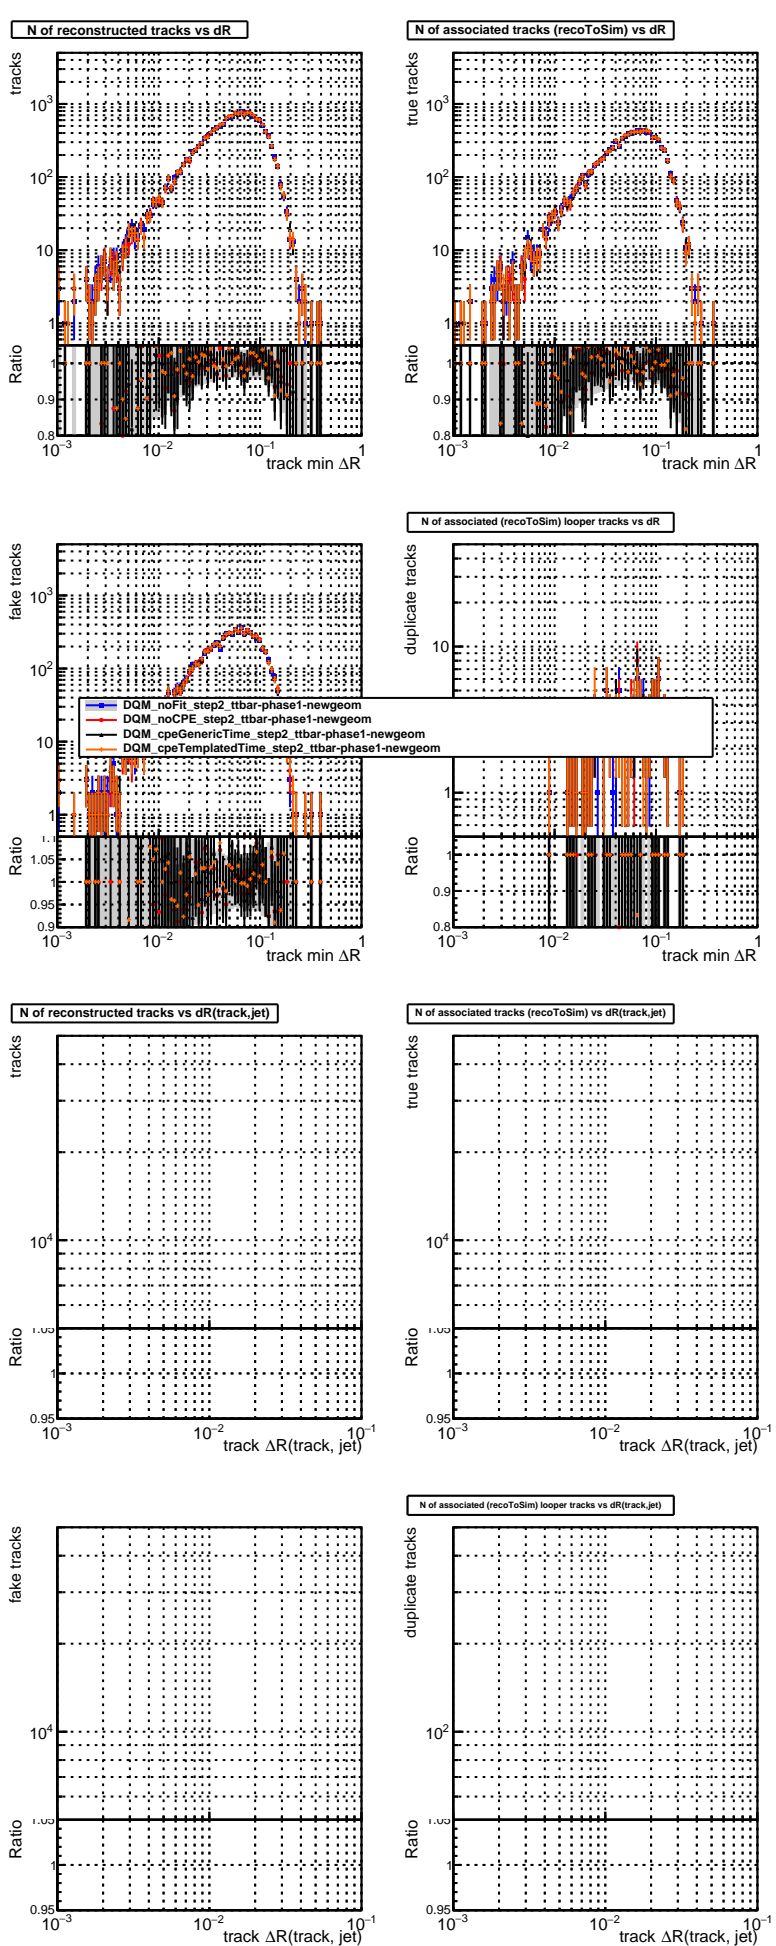 N of reconstructed tracks vs dR
tracks
10³
10²
10
1
Ratio
1
0.9
0.8
10⁻³ 10⁻² 10⁻¹ 1
track min ΔR
N of associated tracks (recoToSim) vs dR
true tracks
10³
10²
10
1
Ratio
1
0.9
0.8
10⁻³ 10⁻² 10⁻¹ 1
track min ΔR
fake tracks
10³
10²
10
1
Ratio
1.1
1.05
1
0.95
0.9
10⁻³ 10⁻² 10⁻¹ 1
track min ΔR
N of associated (recoToSim) looper tracks vs dR
duplicate tracks
10
1
Ratio
1
0.9
0.8
10⁻³ 10⁻² 10⁻¹ 1
track min ΔR
DQM_noFit_step2_ttbar-phase1-newgeom
DQM_noCPE_step2_ttbar-phase1-newgeom
DQM_cpeGenericTime_step2_ttbar-phase1-newgeom
DQM_cpeTemplatedTime_step2_ttbar-phase1-newgeom
N of reconstructed tracks vs dR(track,jet)
tracks
10⁴
Ratio
1.05
1
0.95
10⁻³ 10⁻² 10⁻¹
track ΔR(track, jet)
N of associated tracks (recoToSim) vs dR(track,jet)
true tracks
10⁴
Ratio
1.05
1
0.95
10⁻³ 10⁻² 10⁻¹
track ΔR(track, jet)
fake tracks
10⁴
Ratio
1.05
1
0.95
10⁻³ 10⁻² 10⁻¹
track ΔR(track, jet)
N of associated (recoToSim) looper tracks vs dR(track,jet)
duplicate tracks
10²
Ratio
1.05
1
0.95
10⁻³ 10⁻² 10⁻¹
track ΔR(track, jet)